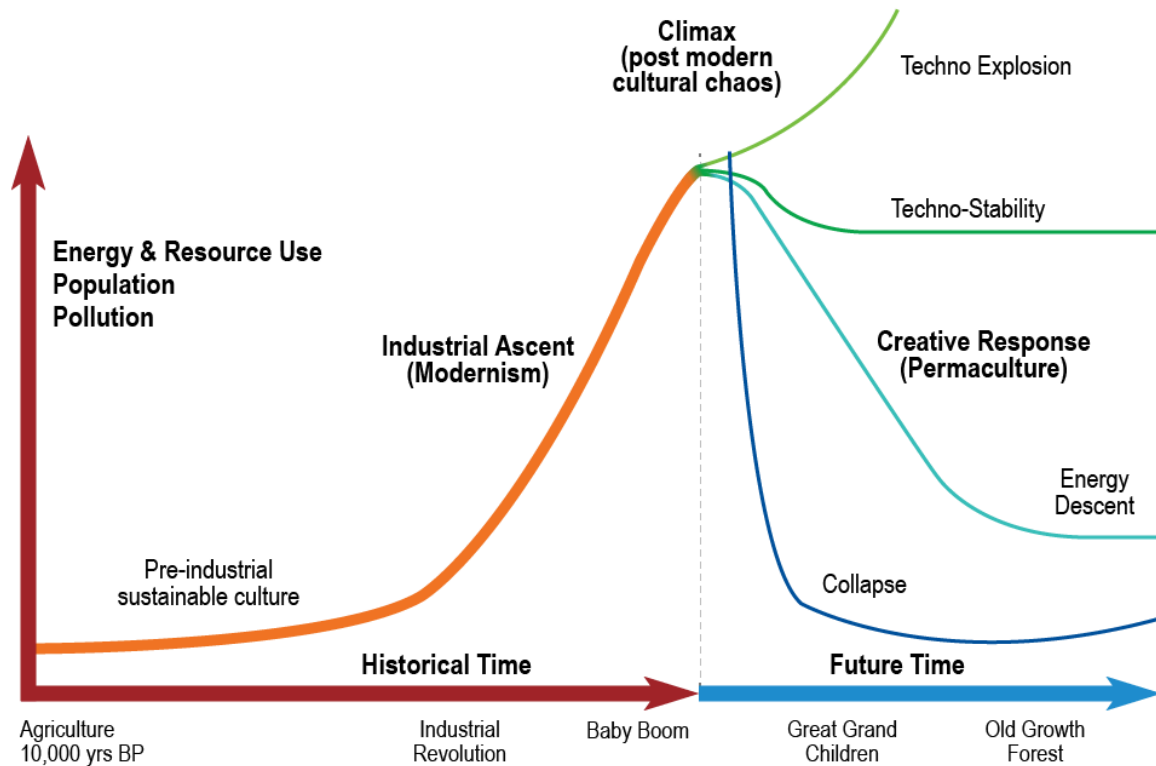 Climax
(post modern
cultural chaos)
Techno Explosion
Techno-Stability
Energy & Resource Use
Population
Pollution
Industrial Ascent
(Modernism)
Creative Response
(Permaculture)
Energy
Descent
Pre-industrial
sustainable culture
Collapse
Historical Time
Future Time
Agriculture
10,000 yrs BP
Industrial
Revolution
Baby Boom
Great Grand
Children
Old Growth
Forest